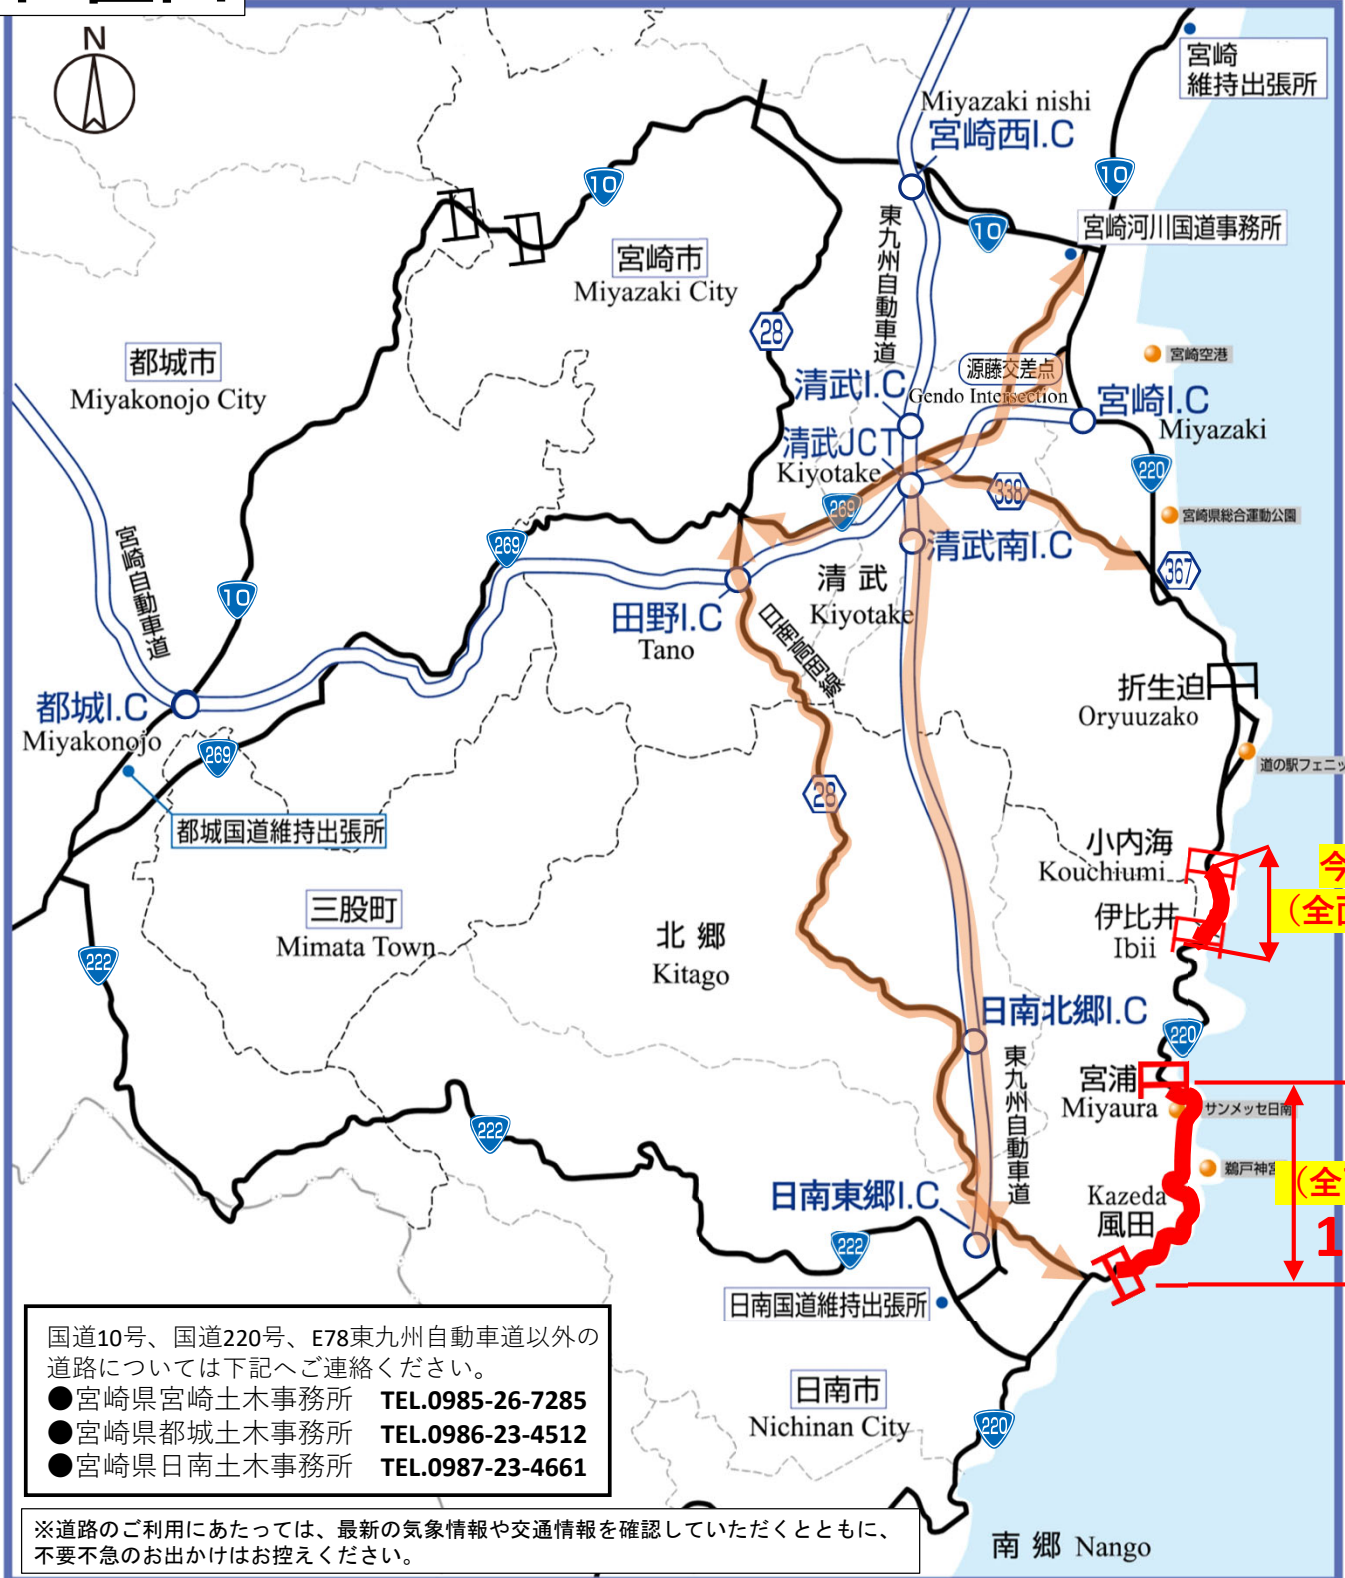 N
宮崎
維持出張所
Miyazaki nishi
宮崎西I.C
10
10
10
東九州自動車道
宮崎河川国道事務所
宮崎市
Miyazaki City
28
都城市
Miyakonojo City
宮崎空港
源藤交差点
Gendo Intersection
清武I.C
宮崎I.C
Miyazaki
清武JCT
Kiyotake
220
269
338
宮崎県総合運動公園
宮崎自動車道
269
清武南I.C
367
清武
Kiyotake
10
田野I.C
Tano
日南高岡線
折生迫
Oryuuzako
都城I.C
Miyakonojo
269
道の駅フェニッ
28
都城国道維持出張所
小内海
Kouchiumi
今
(全面
伊比井
Ibii
三股町
Mimata Town
北郷
Kitago
222
日南北郷I.C
220
東九州自動車道
宮浦
Miyaura
サンメッセ日南
222
鵜戸神宮
日南東郷I.C
Kazeda
風田
(全
1
222
日南国道維持出張所
国道10号、国道220号、E78東九州自動車道以外の
道路については下記へご連絡ください。
●宮崎県宮崎土木事務所 TEL.0985-26-7285
●宮崎県都城土木事務所 TEL.0986-23-4512
●宮崎県日南土木事務所 TEL.0987-23-4661
日南市
Nichinan City
220
※道路のご利用にあたっては、最新の気象情報や交通情報を確認していただくとともに、
不要不急のお出かけはお控えください。
南郷 Nango